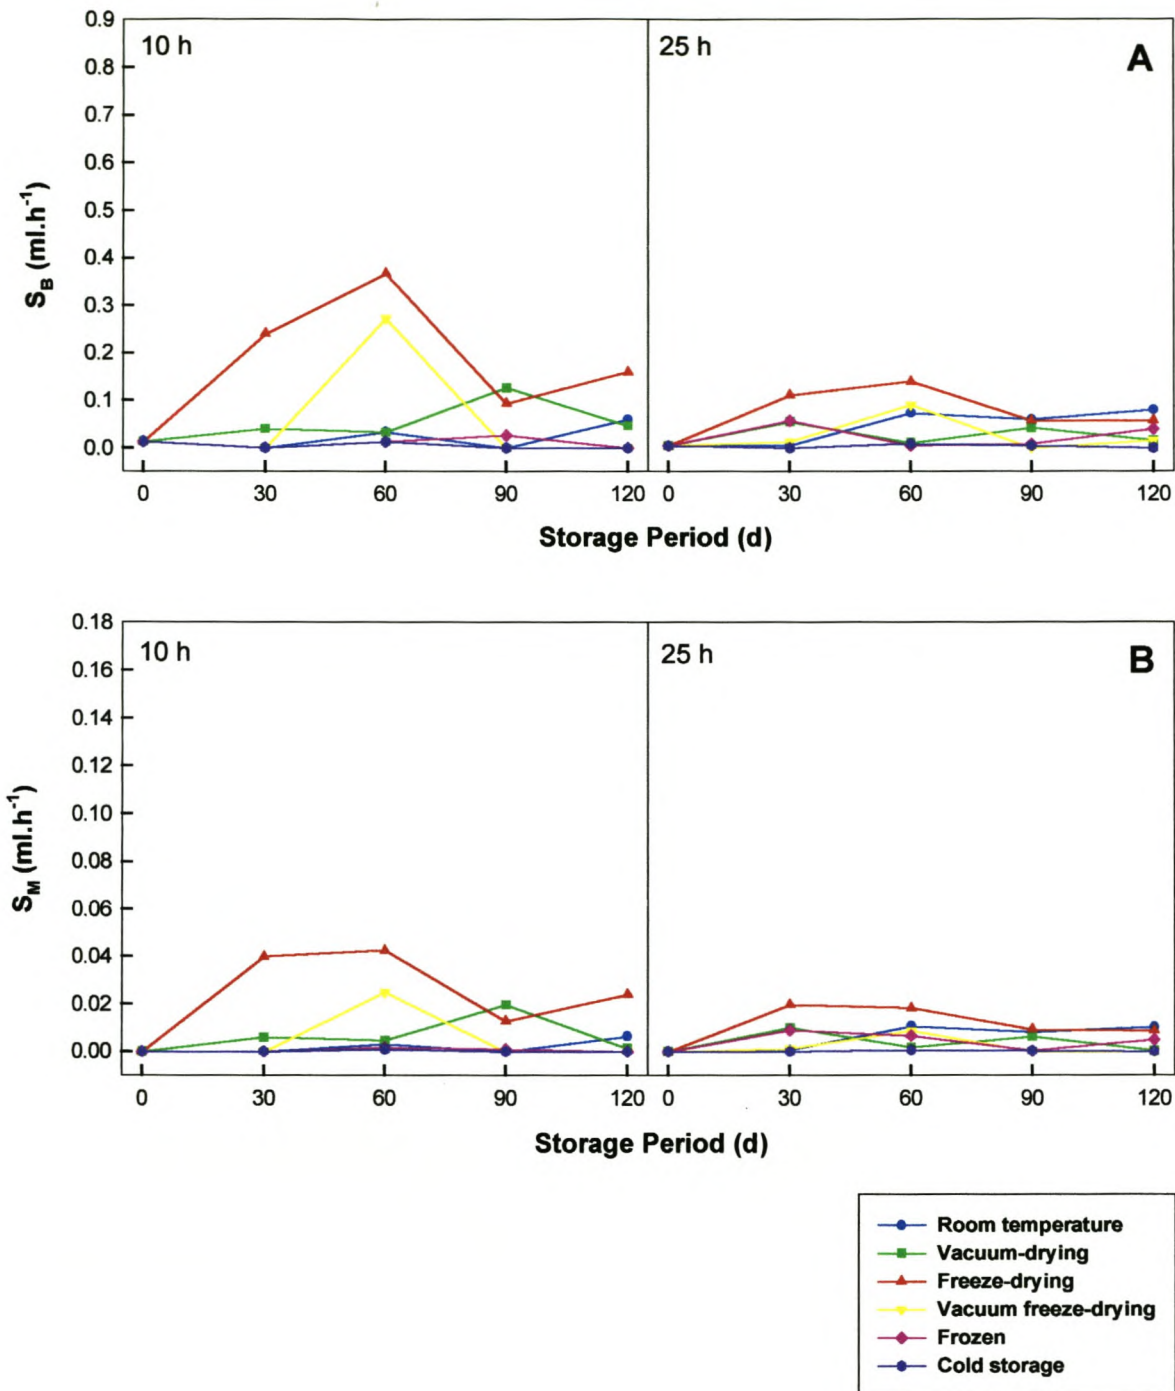 10 h
25 h
A
0.9
0.8
0.7
0.6
0.5
0.4
0.3
0.2
0.1
0.0
S_B (ml.h⁻¹)
0 30 60 90 120 0 30 60 90 120
Storage Period (d)
10 h
25 h
B
0.18
0.16
0.14
0.12
0.10
0.08
0.06
0.04
0.02
0.00
S_M (ml.h⁻¹)
0 30 60 90 120 0 30 60 90 120
Storage Period (d)
Room temperature
Vacuum-drying
Freeze-drying
Vacuum freeze-drying
Frozen
Cold storage